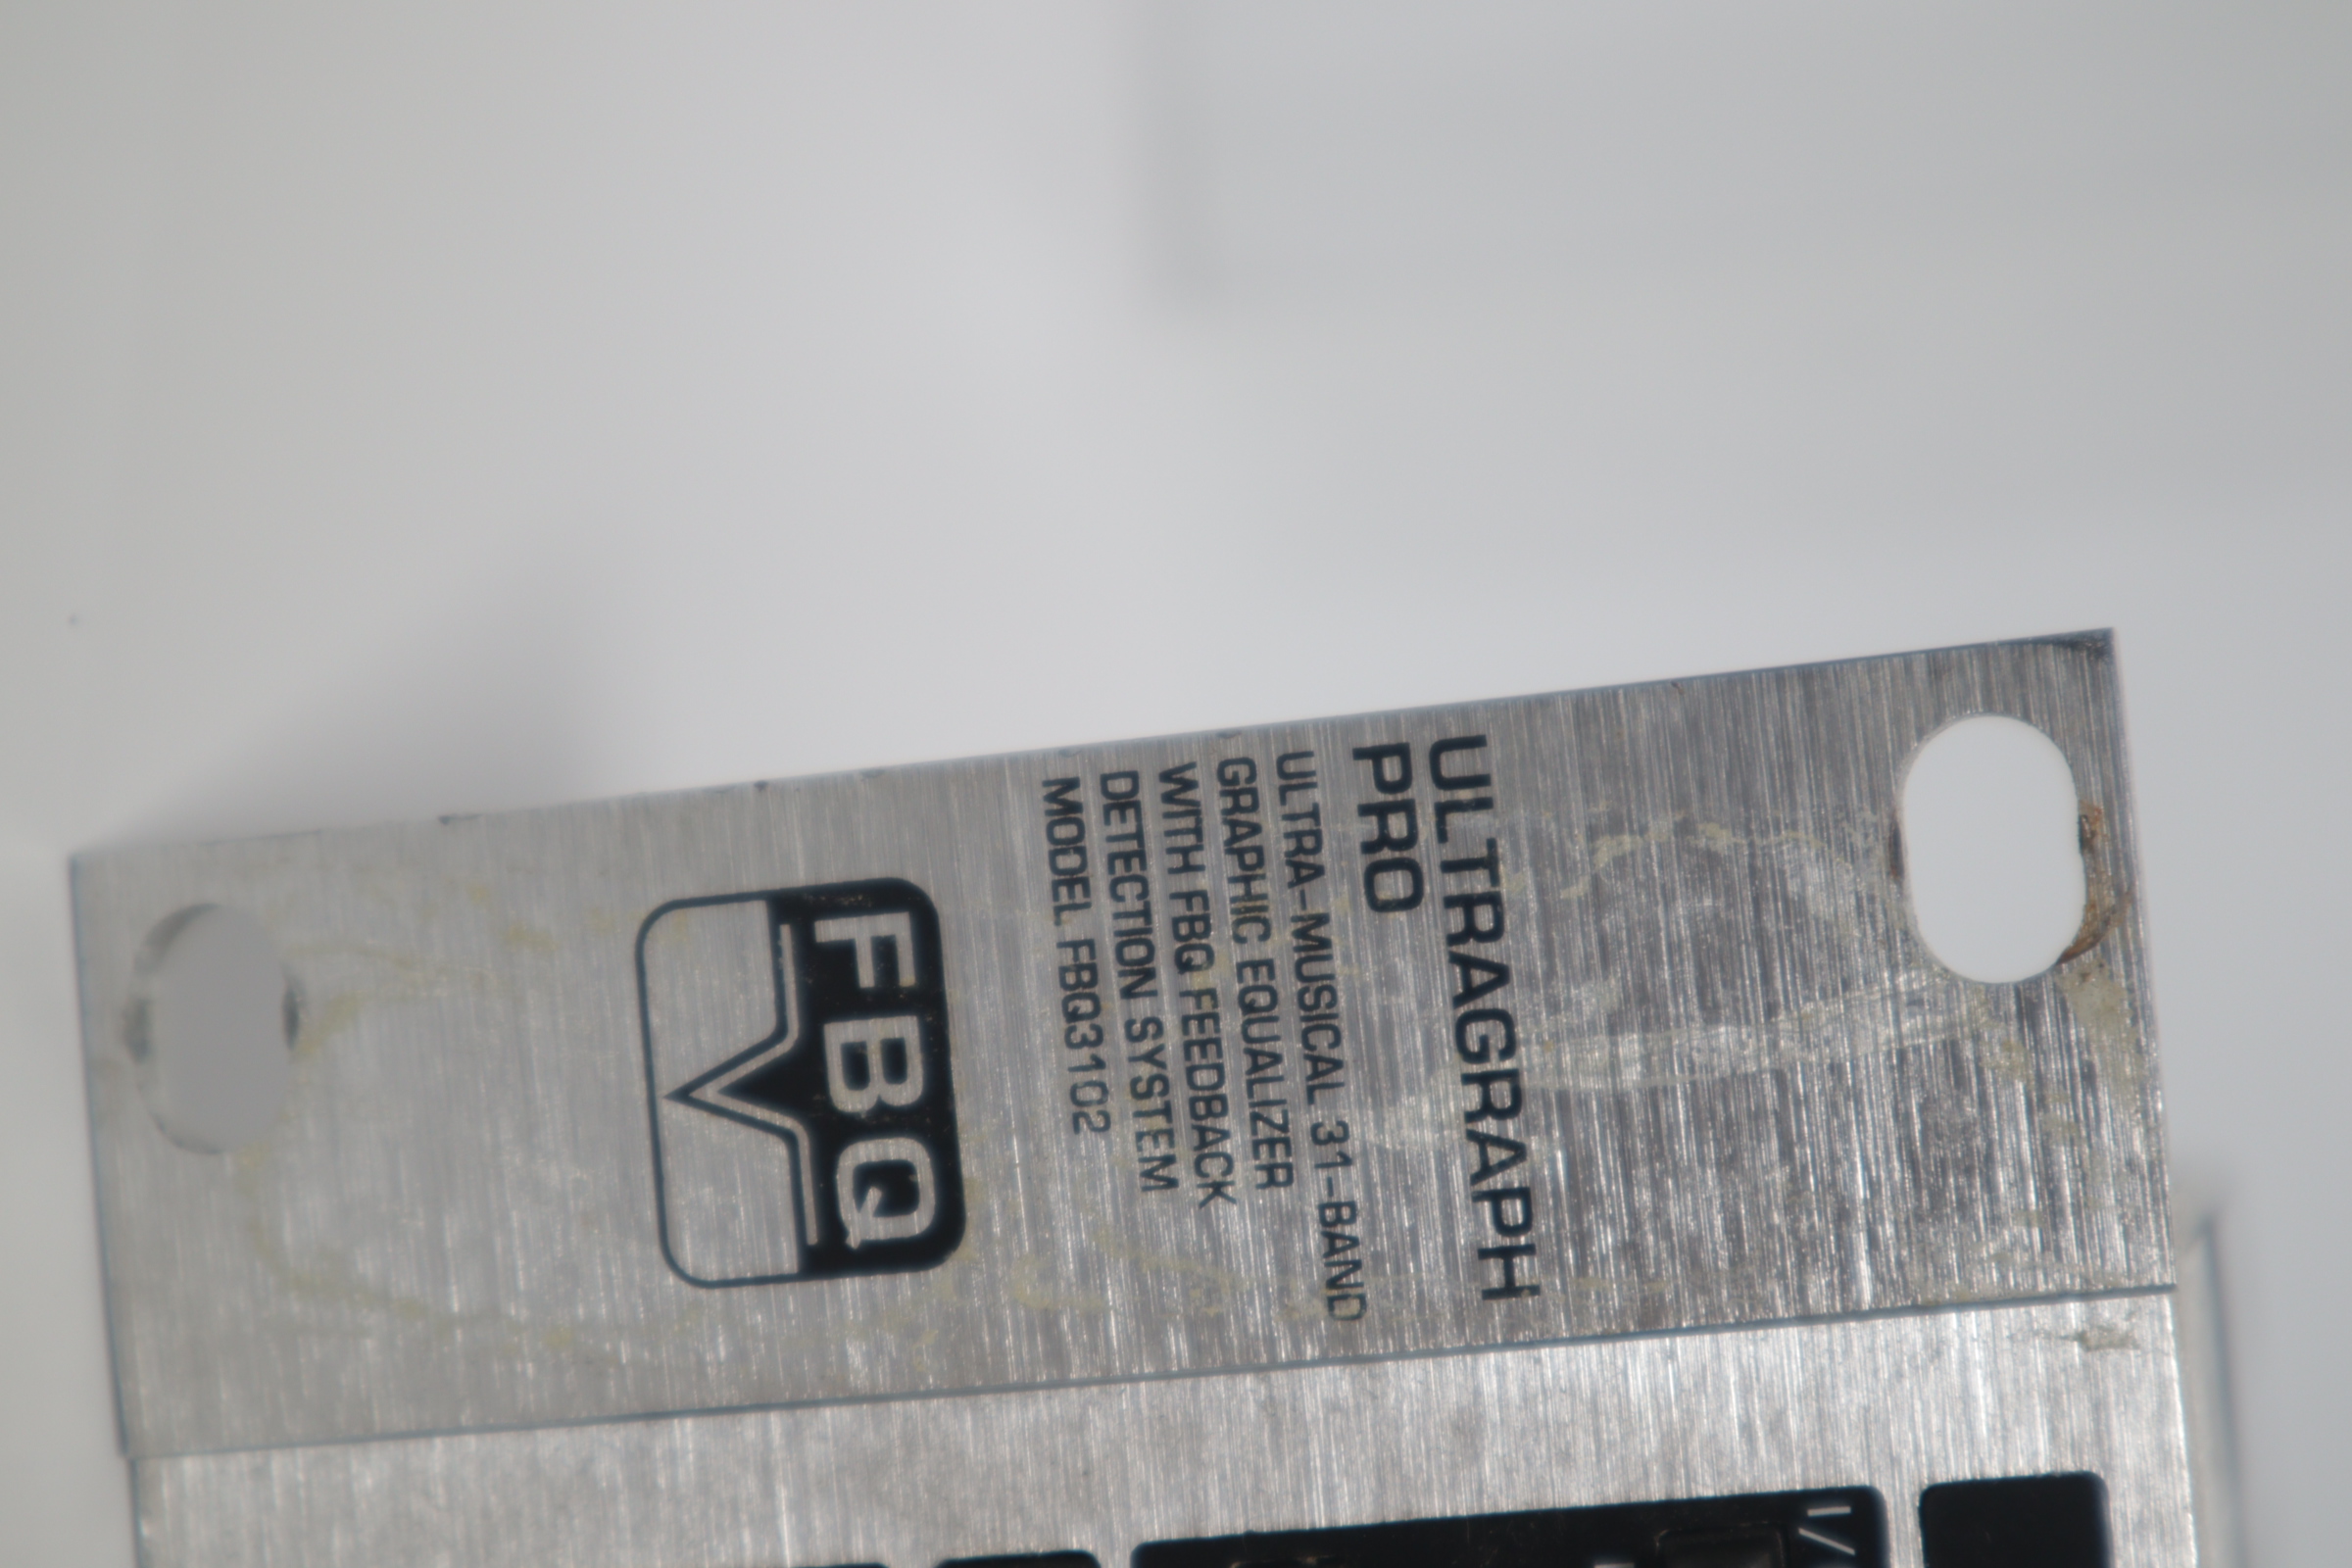 ULTRAGRAPH
PRO
ULTRA-MUSICAL 31-BAND
GRAPHIC EQUALIZER
WITH FBQ FEEDBACK
DETECTION SYSTEM
MODEL FBQ3102
FBQ